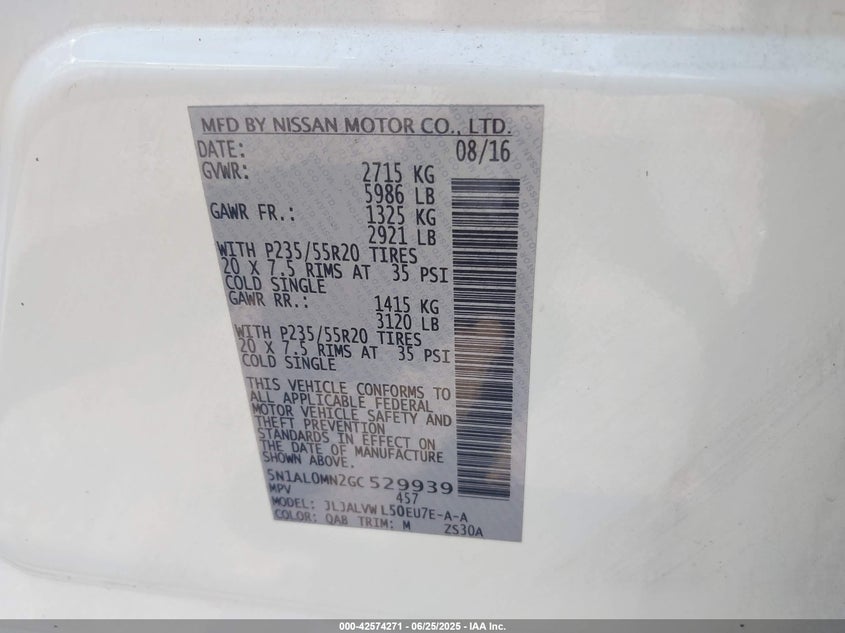 MFD BY NISSAN MOTOR CO., LTD.
DATE: 08/16
GVWR: 2715 KG
5986 LB
GAWR FR.: 1325 KG
2921 LB
WITH P235/55R20 TIRES
20 X 7.5 RIMS AT 35 PSI
COLD SINGLE
GAWR RR.: 1415 KG
3120 LB
WITH P235/55R20 TIRES
20 X 7.5 RIMS AT 35 PSI
COLD SINGLE
THIS VEHICLE CONFORMS TO
ALL APPLICABLE FEDERAL
MOTOR VEHICLE SAFETY AND
THEFT PREVENTION
STANDARDS IN EFFECT ON
THE DATE OF MANUFACTURE
SHOWN ABOVE.
5N1AL0MN2GC529939
MPV 457
MODEL: JLJALVWL50EU7E-A-A
COLOR: QAB TRIM: M ZS30A
000-42574271 - 06/25/2025 - IAA Inc.